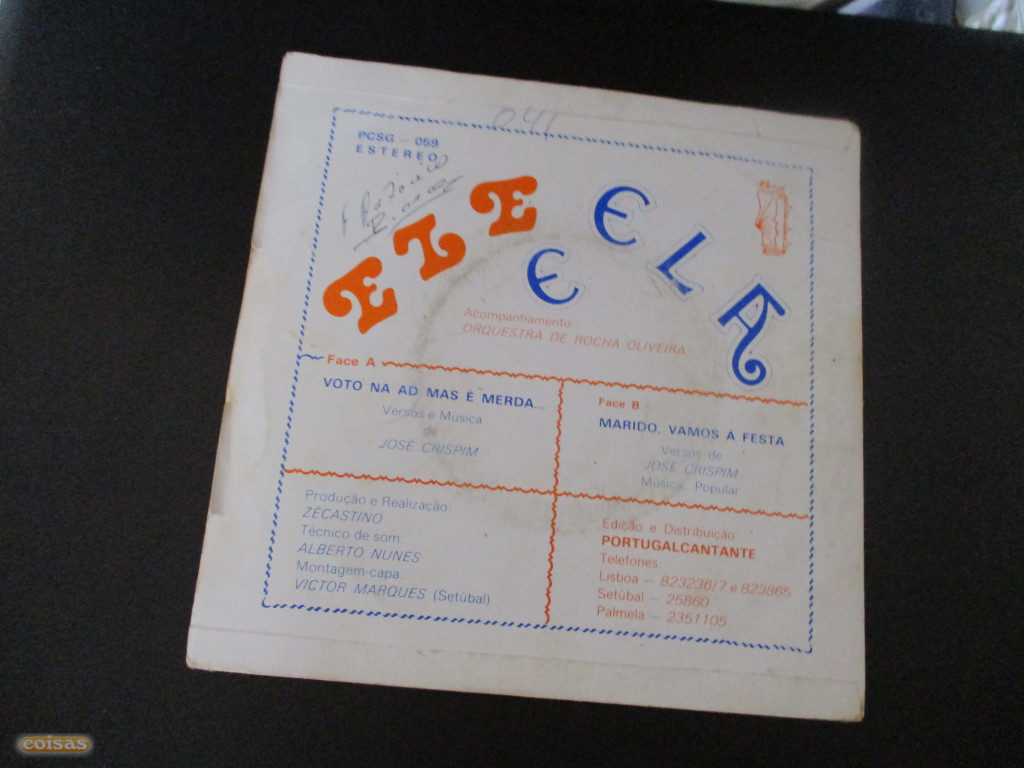 041
PCSG - 059
ESTEREO
ELE E ELA
Acompanhamento
ORQUESTRA DE ROCHA OLIVEIRA
Face A
VOTO NA AD MAS É MERDA...
Versos e Música
de
JOSÉ CRISPIM
Face B
MARIDO, VAMOS À FESTA
Versos de
JOSÉ CRISPIM
Música Popular
Produção e Realização:
ZÉCASTINO
Técnico de som:
ALBERTO NUNES
Montagem-capa:
VICTOR MARQUES (Setúbal)
Edição e Distribuição:
PORTUGALCANTANTE
Telefones:
Lisboa — 823236/7 e 823865
Setúbal — 25860
Palmela — 2351105
coisas